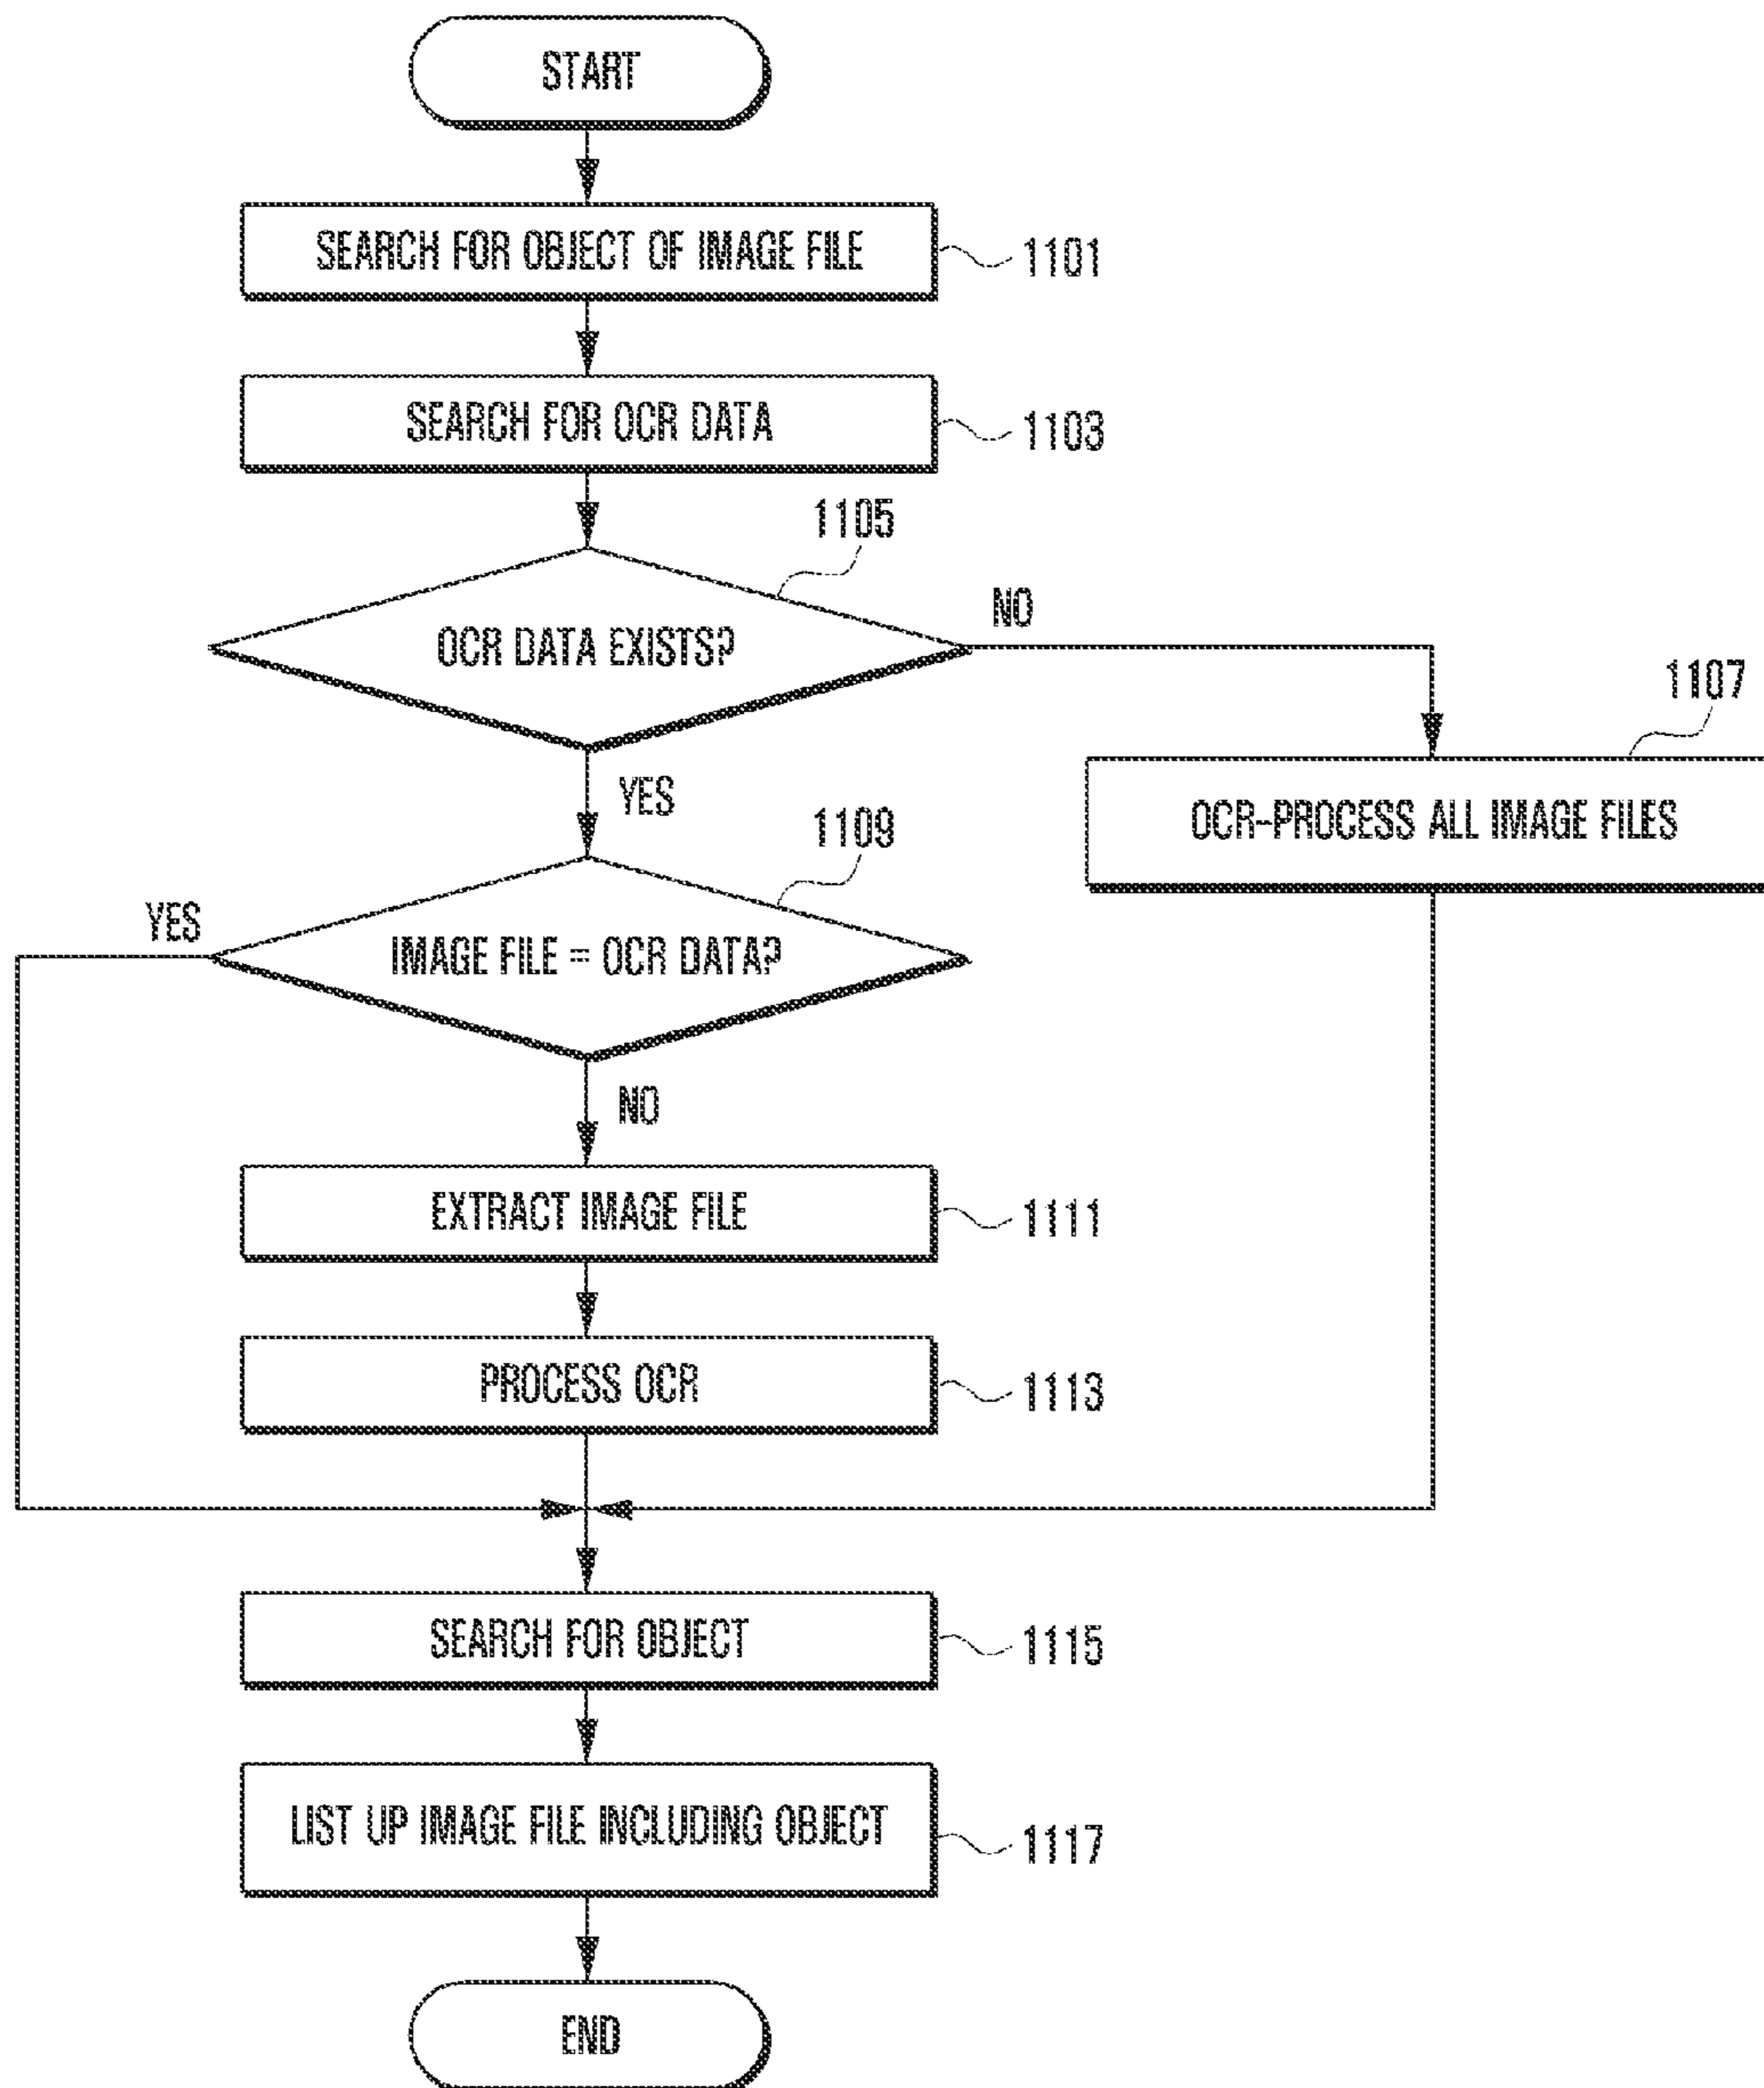 START
SEARCH FOR OBJECT OF IMAGE FILE
1101
SEARCH FOR OCR DATA
1103
1105
OCR DATA EXISTS?
NO
1107
OCR-PROCESS ALL IMAGE FILES
YES
1109
YES
IMAGE FILE = OCR DATA?
NO
EXTRACT IMAGE FILE
1111
PROCESS OCR
1113
SEARCH FOR OBJECT
1115
LIST UP IMAGE FILE INCLUDING OBJECT
1117
END